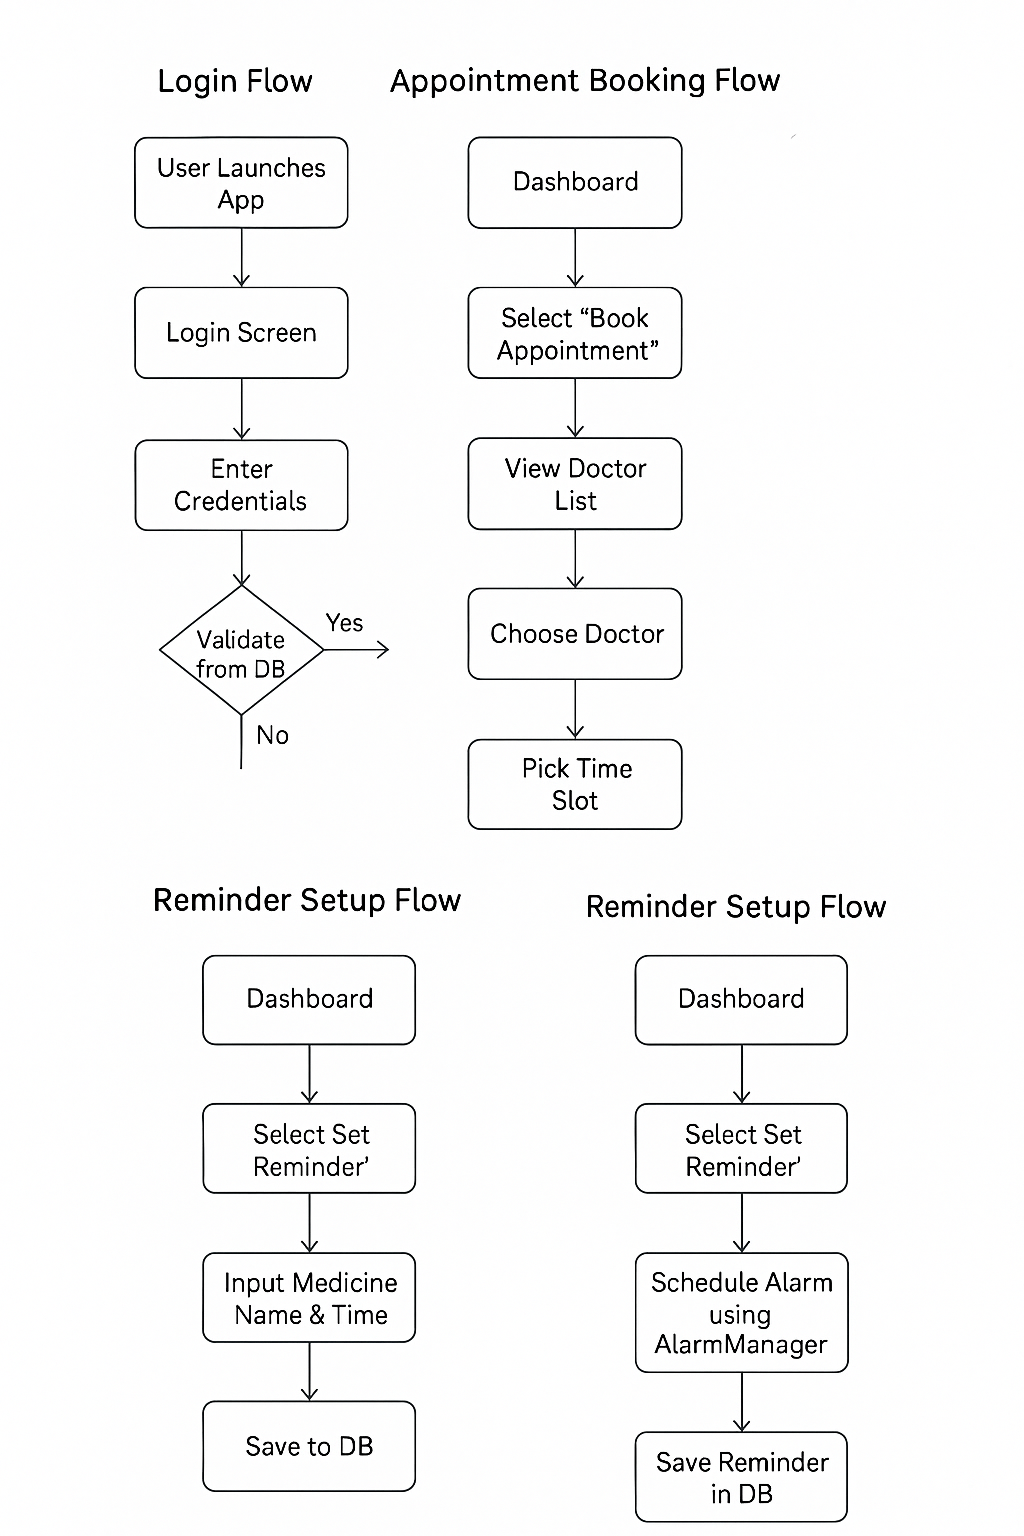 Login Flow
User Launches
App
Login Screen
Enter
Credentials
Validate
from DB
Yes
No
Appointment Booking Flow
Dashboard
Select “Book
Appointment”
View Doctor
List
Choose Doctor
Pick Time
Slot
Reminder Setup Flow
Dashboard
Select Set
Reminder’
Input Medicine
Name & Time
Save to DB
Reminder Setup Flow
Dashboard
Select Set
Reminder’
Schedule Alarm
using
AlarmManager
Save Reminder
in DB